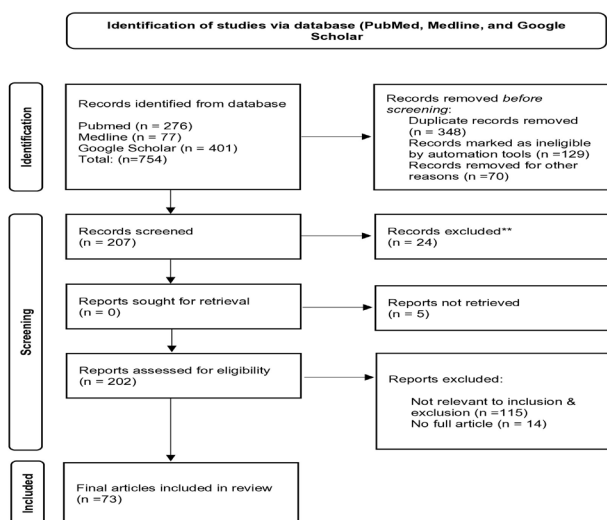 Identification of studies via database (PubMed, Medline, and Google
Scholar
Identification
Records identified from database
Pubmed (n = 276)
Medline (n = 77)
Google Scholar (n = 401)
Total: (n=754)
Records removed before
screening:
Duplicate records removed
(n = 348)
Records marked as ineligible
by automation tools (n =129)
Records removed for other
reasons (n =70)
Screening
Records screened
(n = 207)
Records excluded**
(n = 24)
Reports sought for retrieval
(n = 0)
Reports not retrieved
(n = 5)
Reports assessed for eligibility
(n = 202)
Reports excluded:
Not relevant to inclusion &
exclusion (n =115)
No full article (n = 14)
Included
Final articles included in review
(n =73)